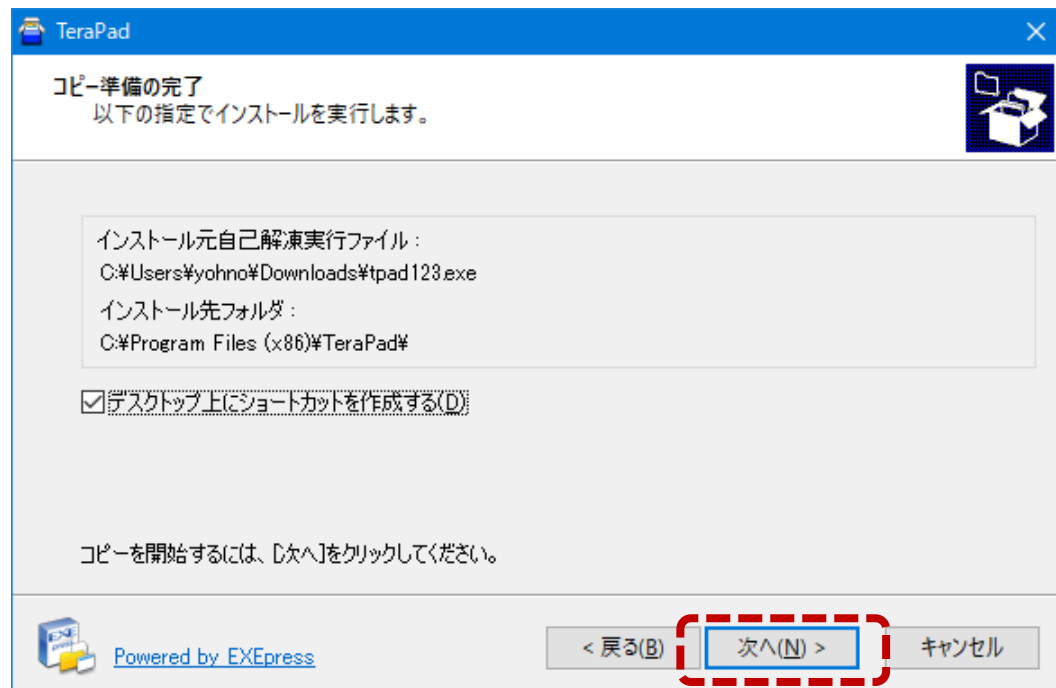 TeraPad
コピー準備の完了
以下の指定でインストールを実行します。
インストール元自己解凍実行ファイル：
C:¥Users¥yohno¥Downloads¥tpad123.exe
インストール先フォルダ：
C:¥Program Files (x86)¥TeraPad¥
デスクトップ上にショートカットを作成する(D)
コピーを開始するには、[次へ]をクリックしてください。
Powered by EXEpress
< 戻る(B)
次へ(N) >
キャンセル